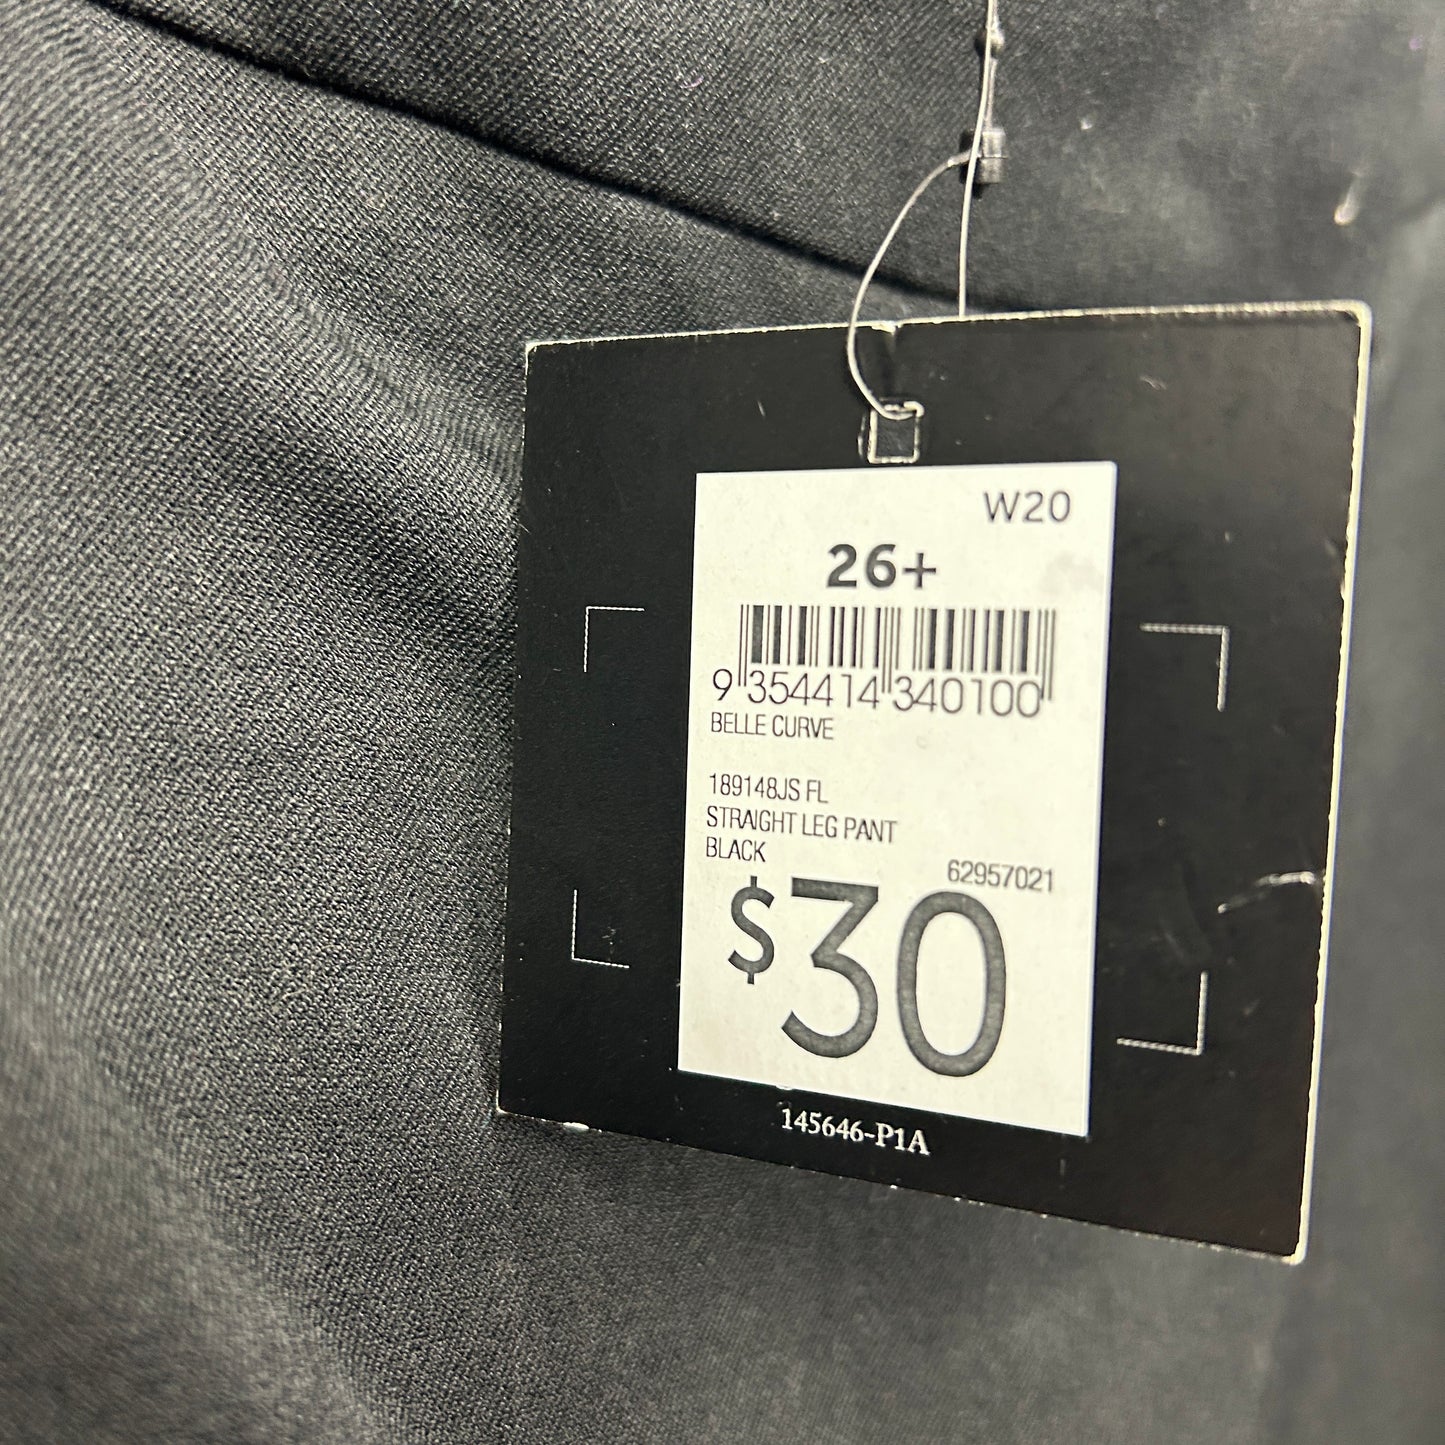 W20
26+
9 354414 340100
BELLE CURVE
189148JS FL
STRAIGHT LEG PANT
BLACK
62957021
$30
145646-P1A